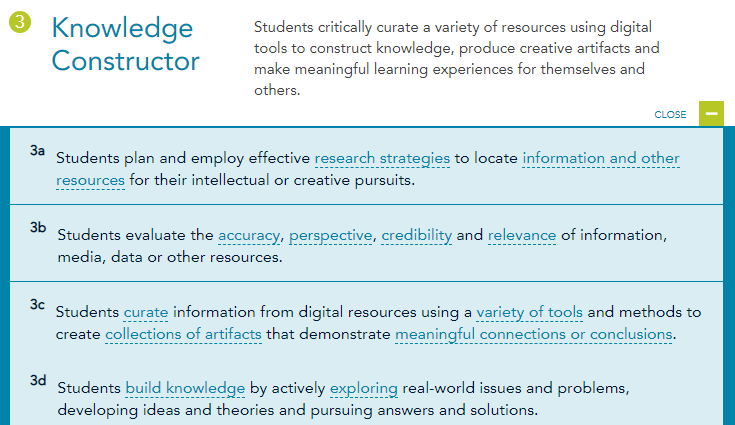 3 Knowledge
Constructor
Students critically curate a variety of resources using digital
tools to construct knowledge, produce creative artifacts and
make meaningful learning experiences for themselves and
others.
CLOSE
3a Students plan and employ effective research strategies to locate information and other
resources for their intellectual or creative pursuits.
3b Students evaluate the accuracy, perspective, credibility and relevance of information,
media, data or other resources.
3c Students curate information from digital resources using a variety of tools and methods to
create collections of artifacts that demonstrate meaningful connections or conclusions.
3d Students build knowledge by actively exploring real-world issues and problems,
developing ideas and theories and pursuing answers and solutions.